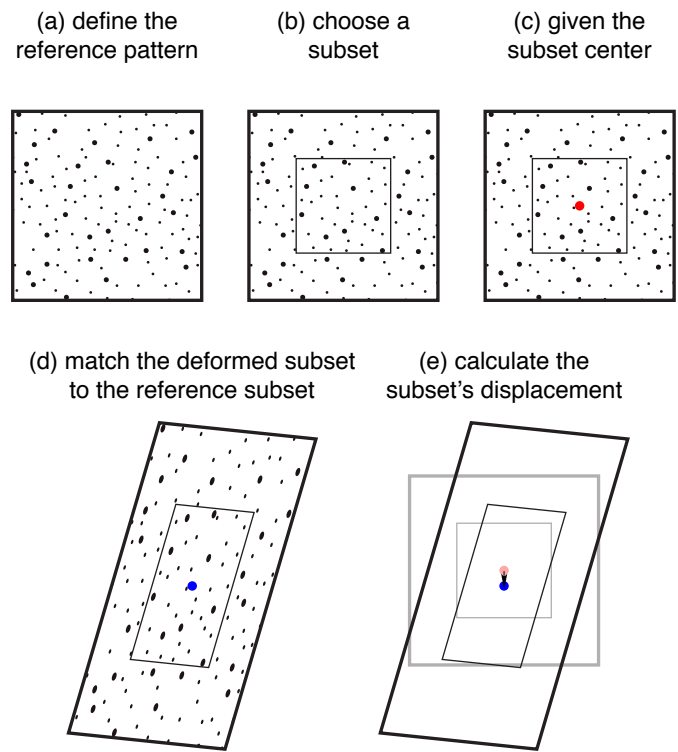 (a) define the
reference pattern
(b) choose a
subset
(c) given the
subset center
(d) match the deformed subset
to the reference subset
(e) calculate the
subset's displacement